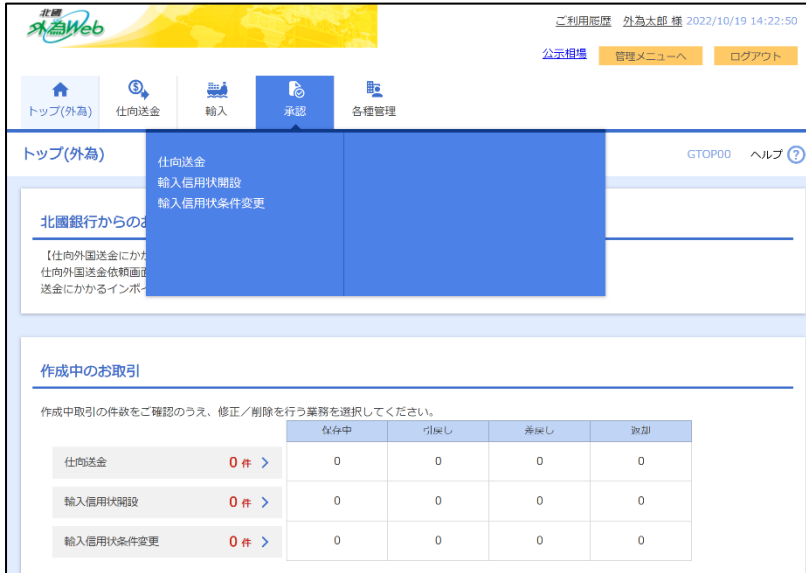 北國
外為Web
ご利用履歴 外為太郎 様 2022/10/19 14:22:50
公示相場 管理メニューへ ログアウト
トップ(外為) 仕向送金 輸入 承認 各種管理
トップ(外為) GTOP00 ヘルプ ?
仕向送金
輸入信用状開設
輸入信用状条件変更
北國銀行からのお
【仕向外国送金にかか
仕向外国送金依頼画面
送金にかかるインボイ
作成中のお取引
作成中取引の件数をご確認のうえ、修正／削除を行う業務を選択してください。
保存中 引戻し 差戻し 返却
仕向送金 0 件 0 0 0 0
輸入信用状開設 0 件 0 0 0 0
輸入信用状条件変更 0 件 0 0 0 0